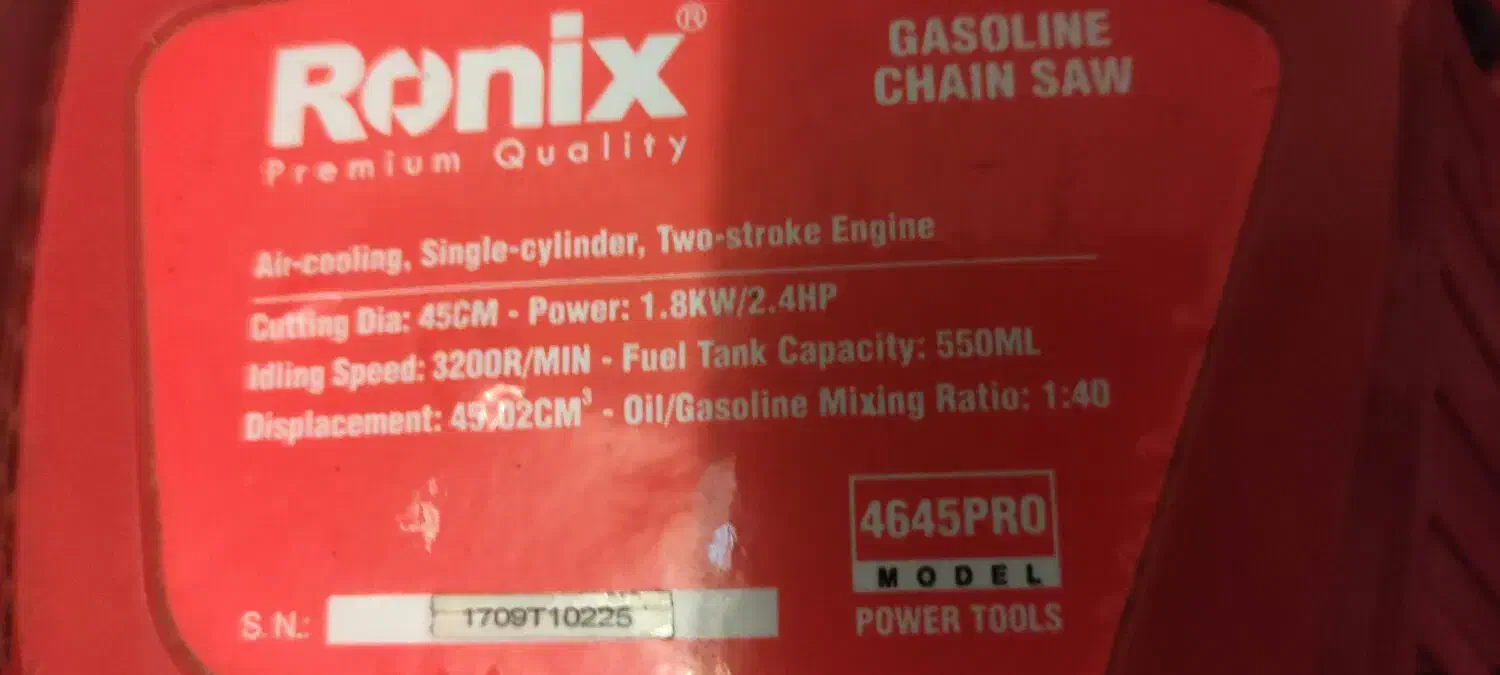 Ronix®
Premium Quality
GASOLINE
CHAIN SAW
Air-cooling, Single-cylinder, Two-stroke Engine
Cutting Dia: 45CM - Power: 1.8KW/2.4HP
Idling Speed: 3200R/MIN - Fuel Tank Capacity: 550ML
Displacement: 45.02CM³ - Oil/Gasoline Mixing Ratio: 1:40
4645PRO
MODEL
POWER TOOLS
S.N.: 1709T10225